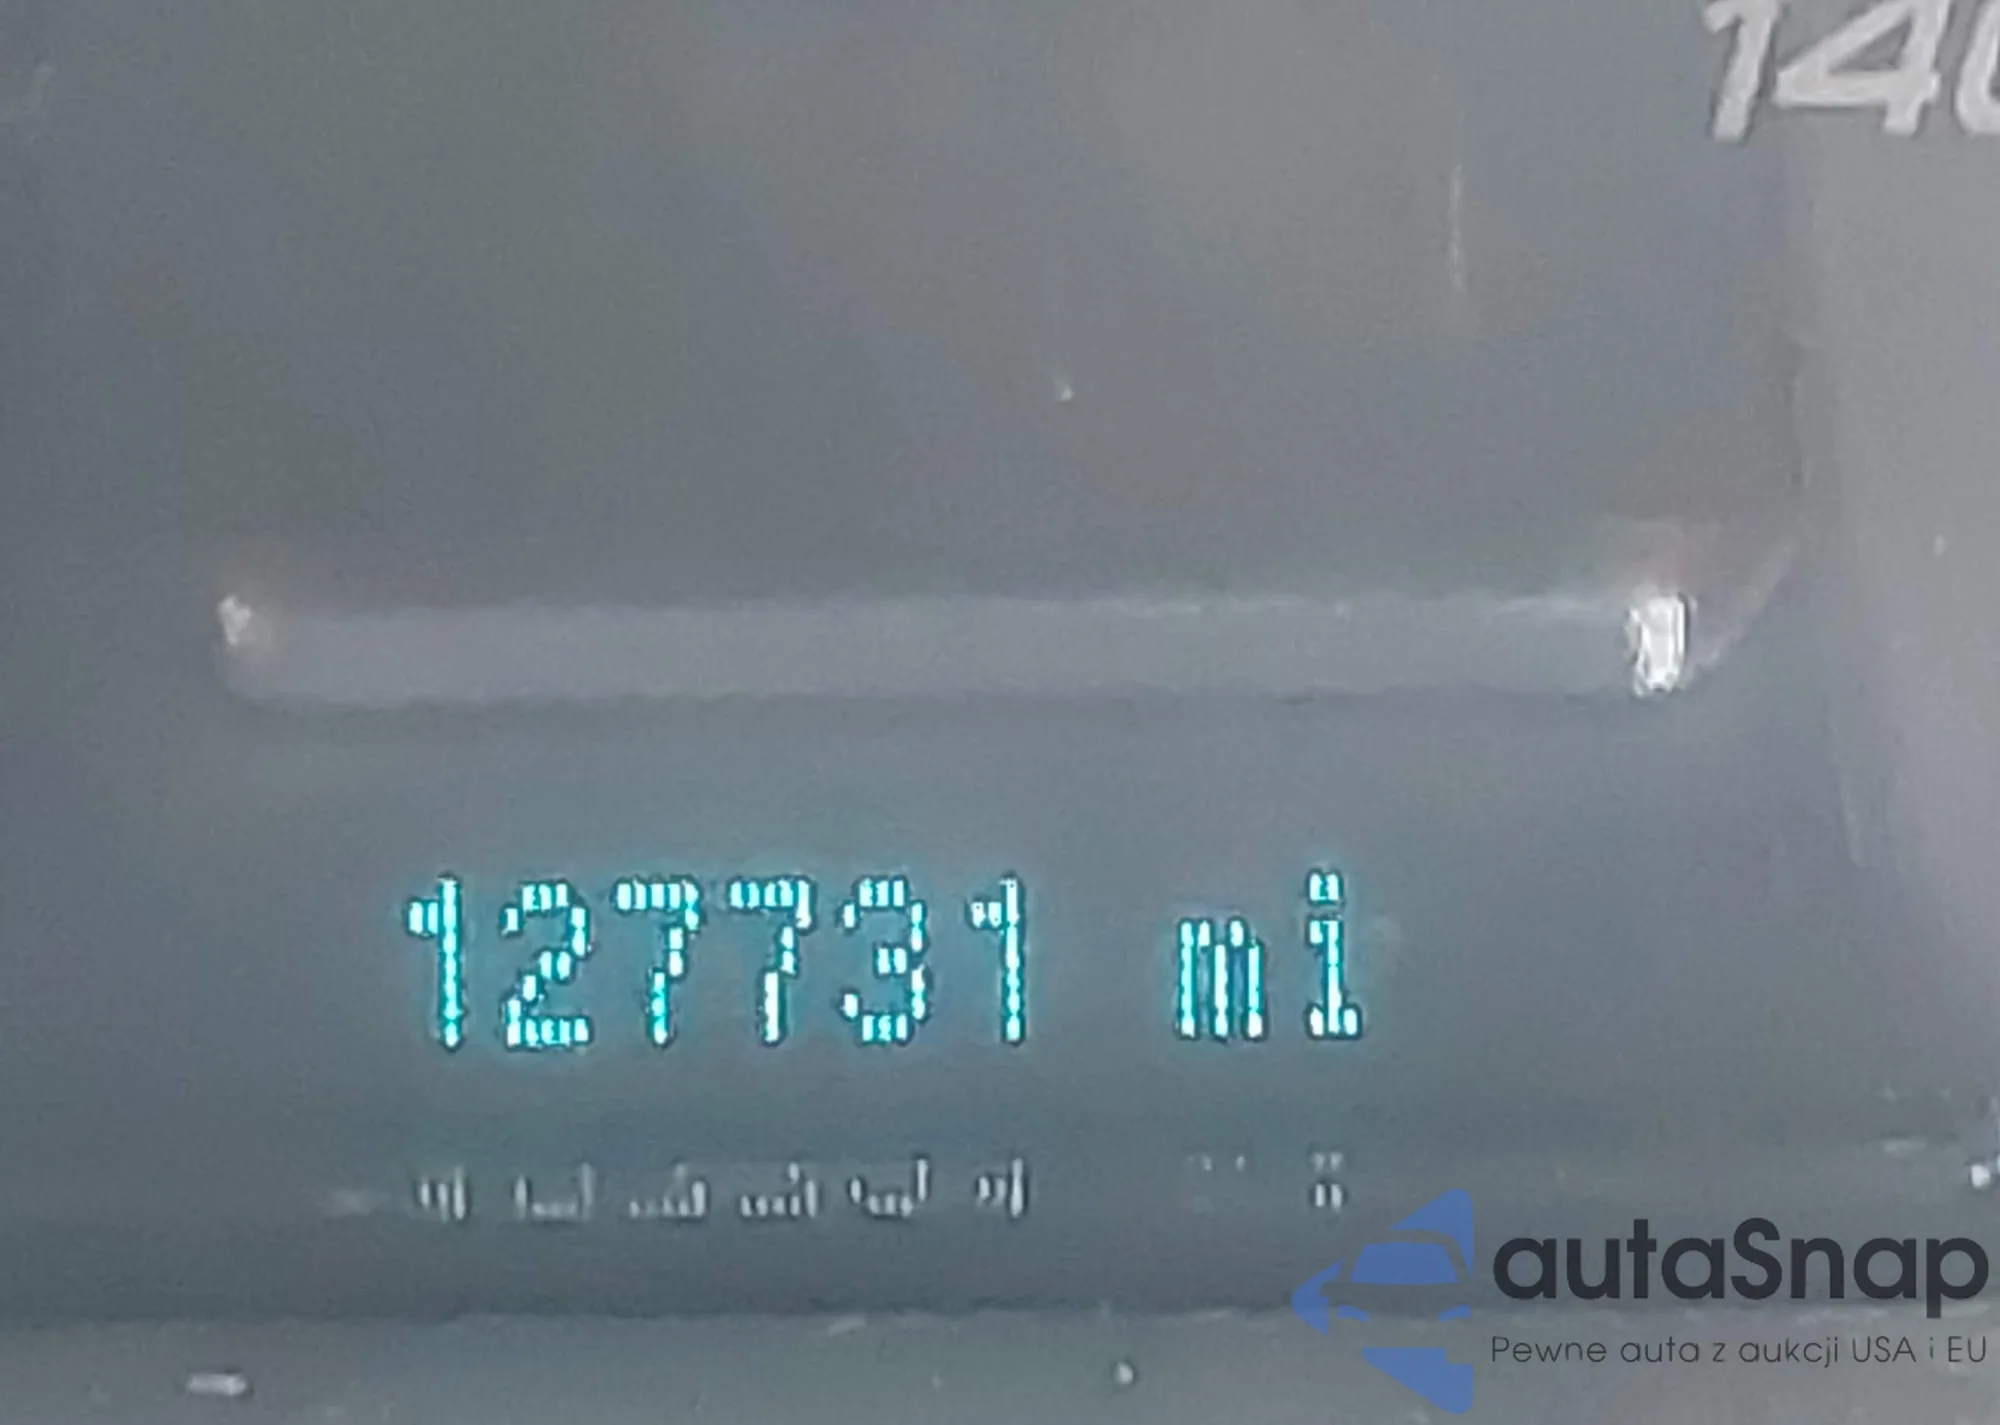 140
127731 mi
autaSnap
Pewne auta z aukcji USA i EU